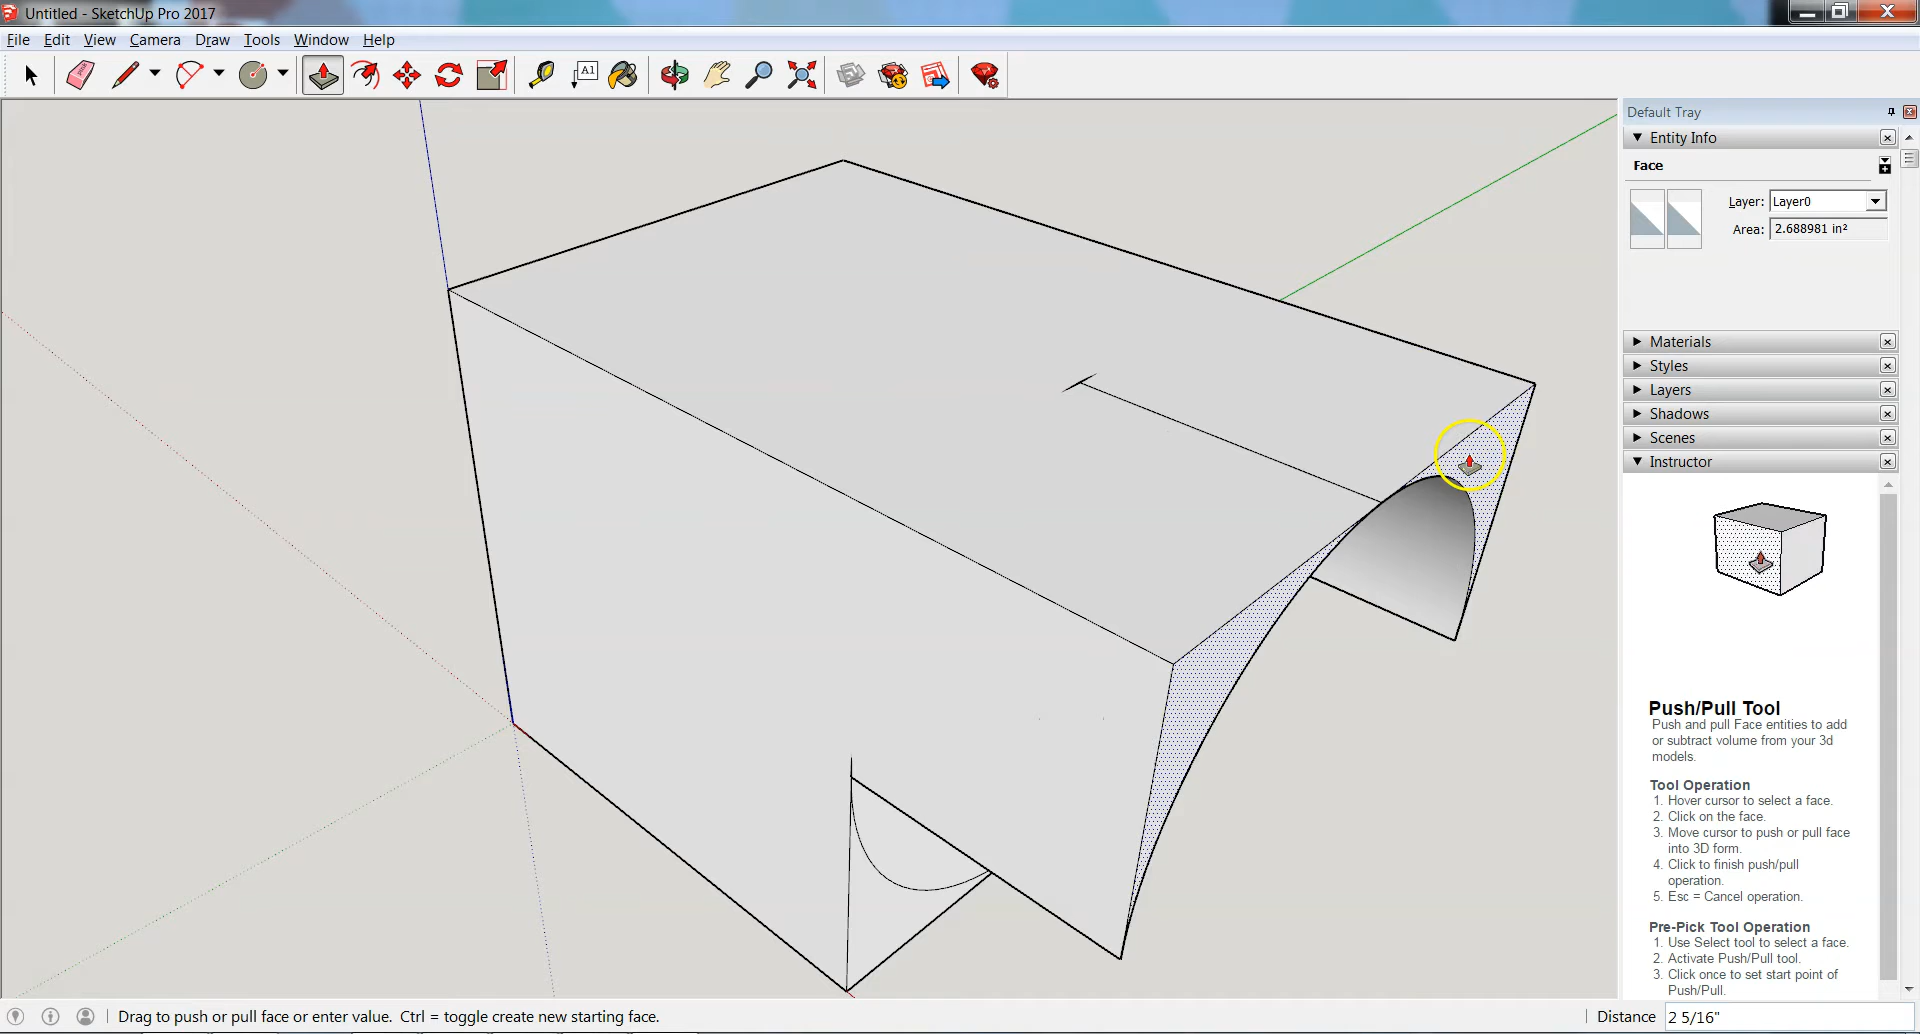 Untitled - SketchUp Pro 2017
File Edit View Camera Draw Tools Window Help
A1
Default Tray
Entity Info
Face
Layer: Layer0
Area: 2.688981 in²
Materials
Styles
Layers
Shadows
Scenes
Instructor
Push/Pull Tool
Push and pull Face entities to add
or subtract volume from your 3d
models.
Tool Operation
1. Hover cursor to select a face.
2. Click on the face.
3. Move cursor to push or pull face
into 3D form.
4. Click to finish push/pull
operation.
5. Esc = Cancel operation.
Pre-Pick Tool Operation
1. Use Select tool to select a face.
2. Activate Push/Pull tool.
3. Click once to set start point of
Push/Pull.
Drag to push or pull face or enter value. Ctrl = toggle create new starting face.
Distance 2 5/16"